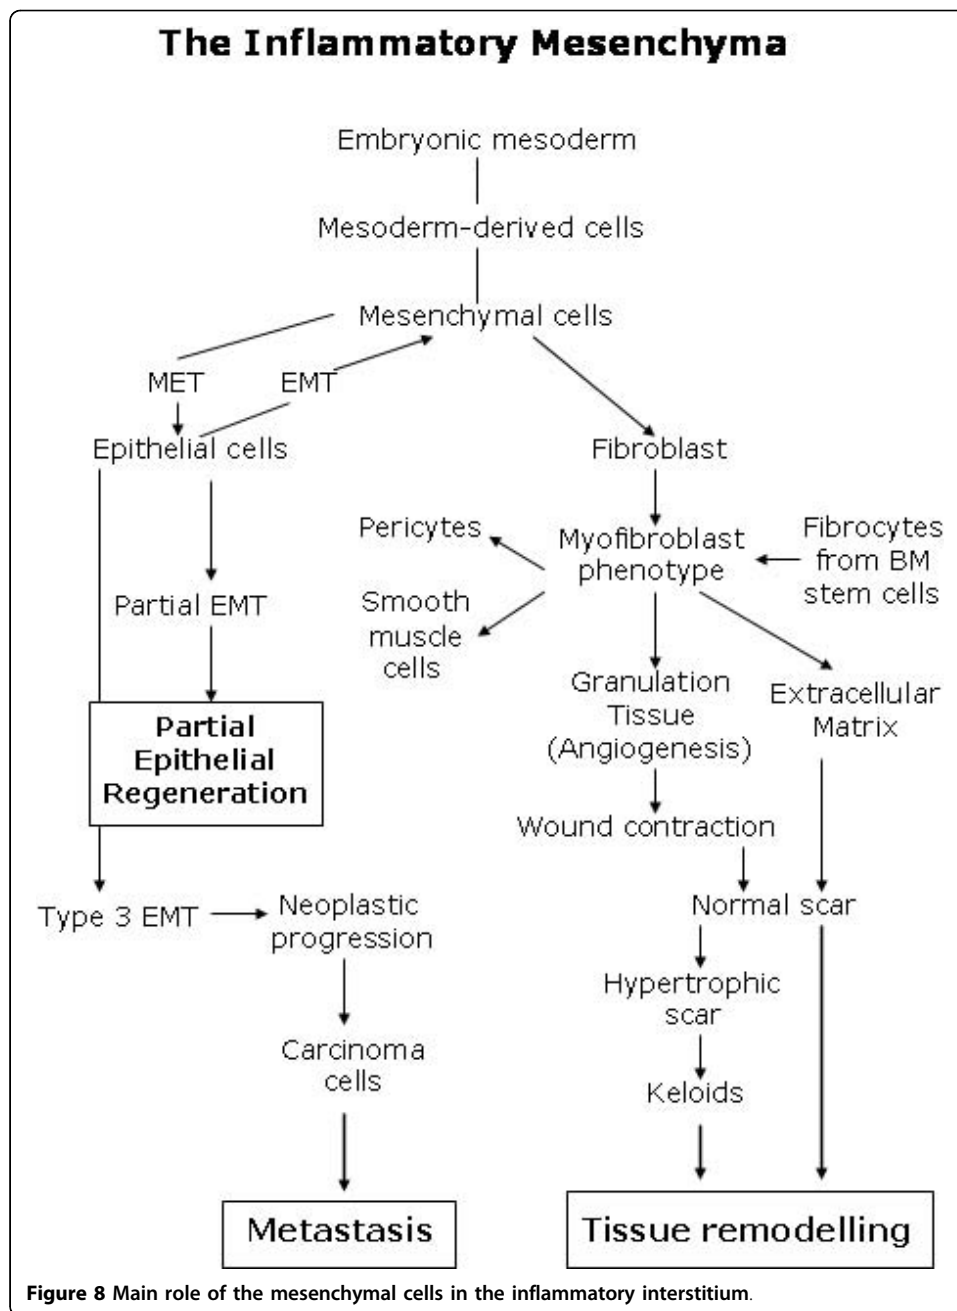 The Inflammatory Mesenchyma
Embryonic mesoderm
Mesoderm-derived cells
Mesenchymal cells
MET
EMT
Epithelial cells
Fibroblast
Pericytes
Myofibroblast
phenotype
Fibrocytes
from BM
stem cells
Partial EMT
Smooth
muscle
cells
Granulation
Tissue
(Angiogenesis)
Extracellular
Matrix
Partial
Epithelial
Regeneration
Wound contraction
Type 3 EMT
Neoplastic
progression
Normal scar
Hypertrophic
scar
Carcinoma
cells
Keloids
Metastasis
Tissue remodelling
Figure 8 Main role of the mesenchymal cells in the inflammatory interstitium.